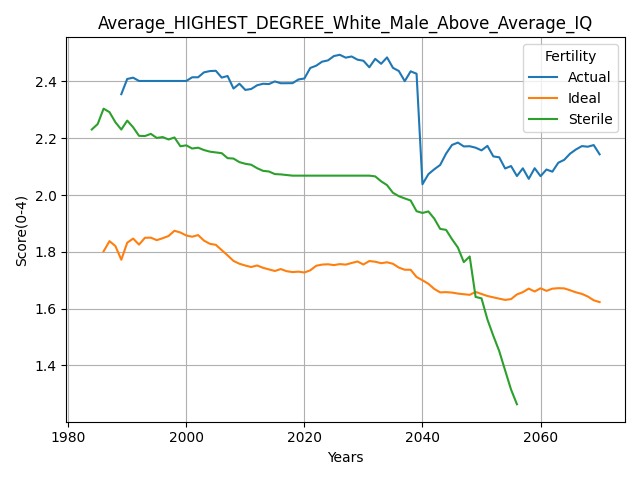 Average_HIGHEST_DEGREE_White_Male_Above_Average_IQ
Fertility
Actual
Ideal
Sterile
Score(0-4)
2.4
2.2
2.0
1.8
1.6
1.4
1980
2000
2020
2040
2060
Years